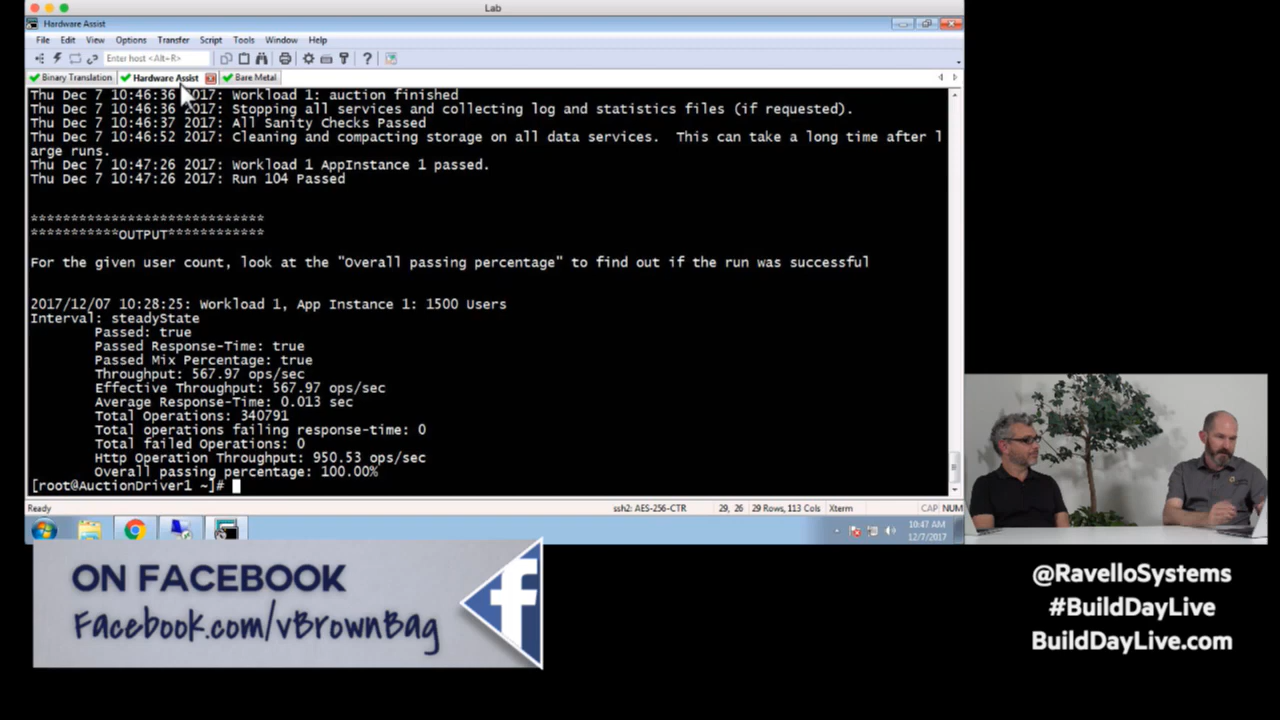 Lab
Hardware Assist
File Edit View Options Transfer Script Tools Window Help
Enter host <Alt+R>
Binary Translation Hardware Assist Bare Metal
Thu Dec 7 10:46:36 2017: Workload 1: auction finished
Thu Dec 7 10:46:36 2017: Stopping all services and collecting log and statistics files (if requested).
Thu Dec 7 10:46:37 2017: All Sanity Checks Passed
Thu Dec 7 10:46:52 2017: Cleaning and compacting storage on all data services.  This can take a long time after l
arge runs.
Thu Dec 7 10:47:26 2017: Workload 1 AppInstance 1 passed.
Thu Dec 7 10:47:26 2017: Run 104 Passed
*****************************
***********OUTPUT************
For the given user count, look at the "Overall passing percentage" to find out if the run was successful
2017/12/07 10:28:25: Workload 1, App Instance 1: 1500 Users
Interval: steadyState
Passed: true
Passed Response-Time: true
Passed Mix Percentage: true
Throughput: 567.97 ops/sec
Effective Throughput: 567.97 ops/sec
Average Response-Time: 0.013 sec
Total Operations: 340791
Total operations failing response-time: 0
Total failed Operations: 0
Http Operation Throughput: 950.53 ops/sec
Overall passing percentage: 100.00%
[root@AuctionDriver1 ~]#
Ready ssh2: AES-256-CTR 29, 26 29 Rows, 113 Cols Xterm CAP NUM
10:47 AM
12/7/2017
ON FACEBOOK
Facebook.com/vBrownBag
f
@RavelloSystems
#BuildDayLive
BuildDayLive.com